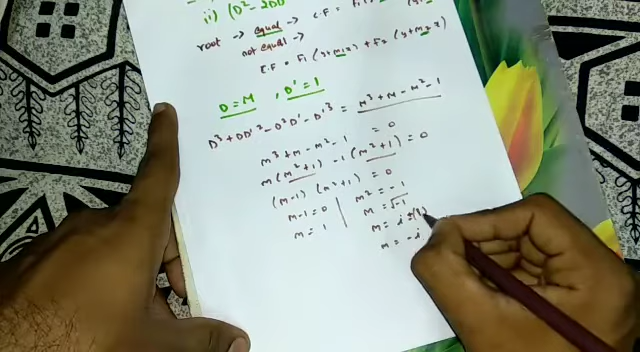 ii) (D² - 2DD
root → equal → C.F =
not equal →
C.F = F₁ (y+m₁x) + F₂ (y+m₂x)
D = M , D' = 1
D³ + DD'² - D²D' - D'³ = M³ + M - M² - 1
m³ + m - m² - 1 = 0
m (m²+1) - 1 (m²+1) = 0
(m-1) (m²+1) = 0
m-1 = 0 m² = -1
m = 1 m = √-1
m = i
m = -i